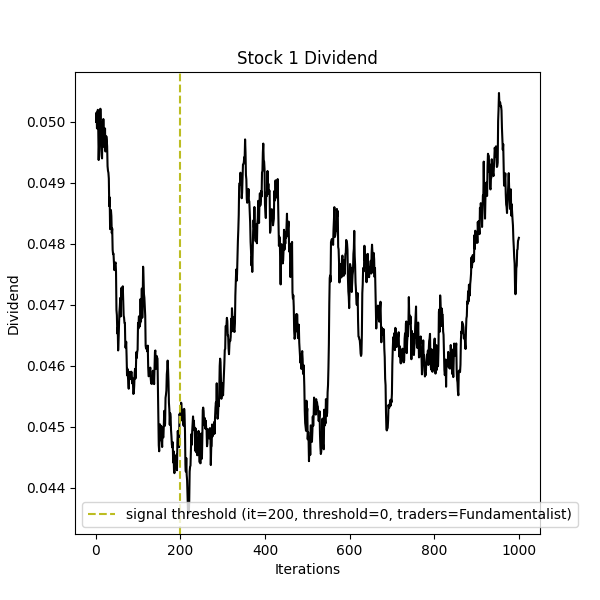 Stock 1 Dividend
Dividend
0.050
0.049
0.048
0.047
0.046
0.045
0.044
signal threshold (it=200, threshold=0, traders=Fundamentalist)
0 200 400 600 800 1000
Iterations